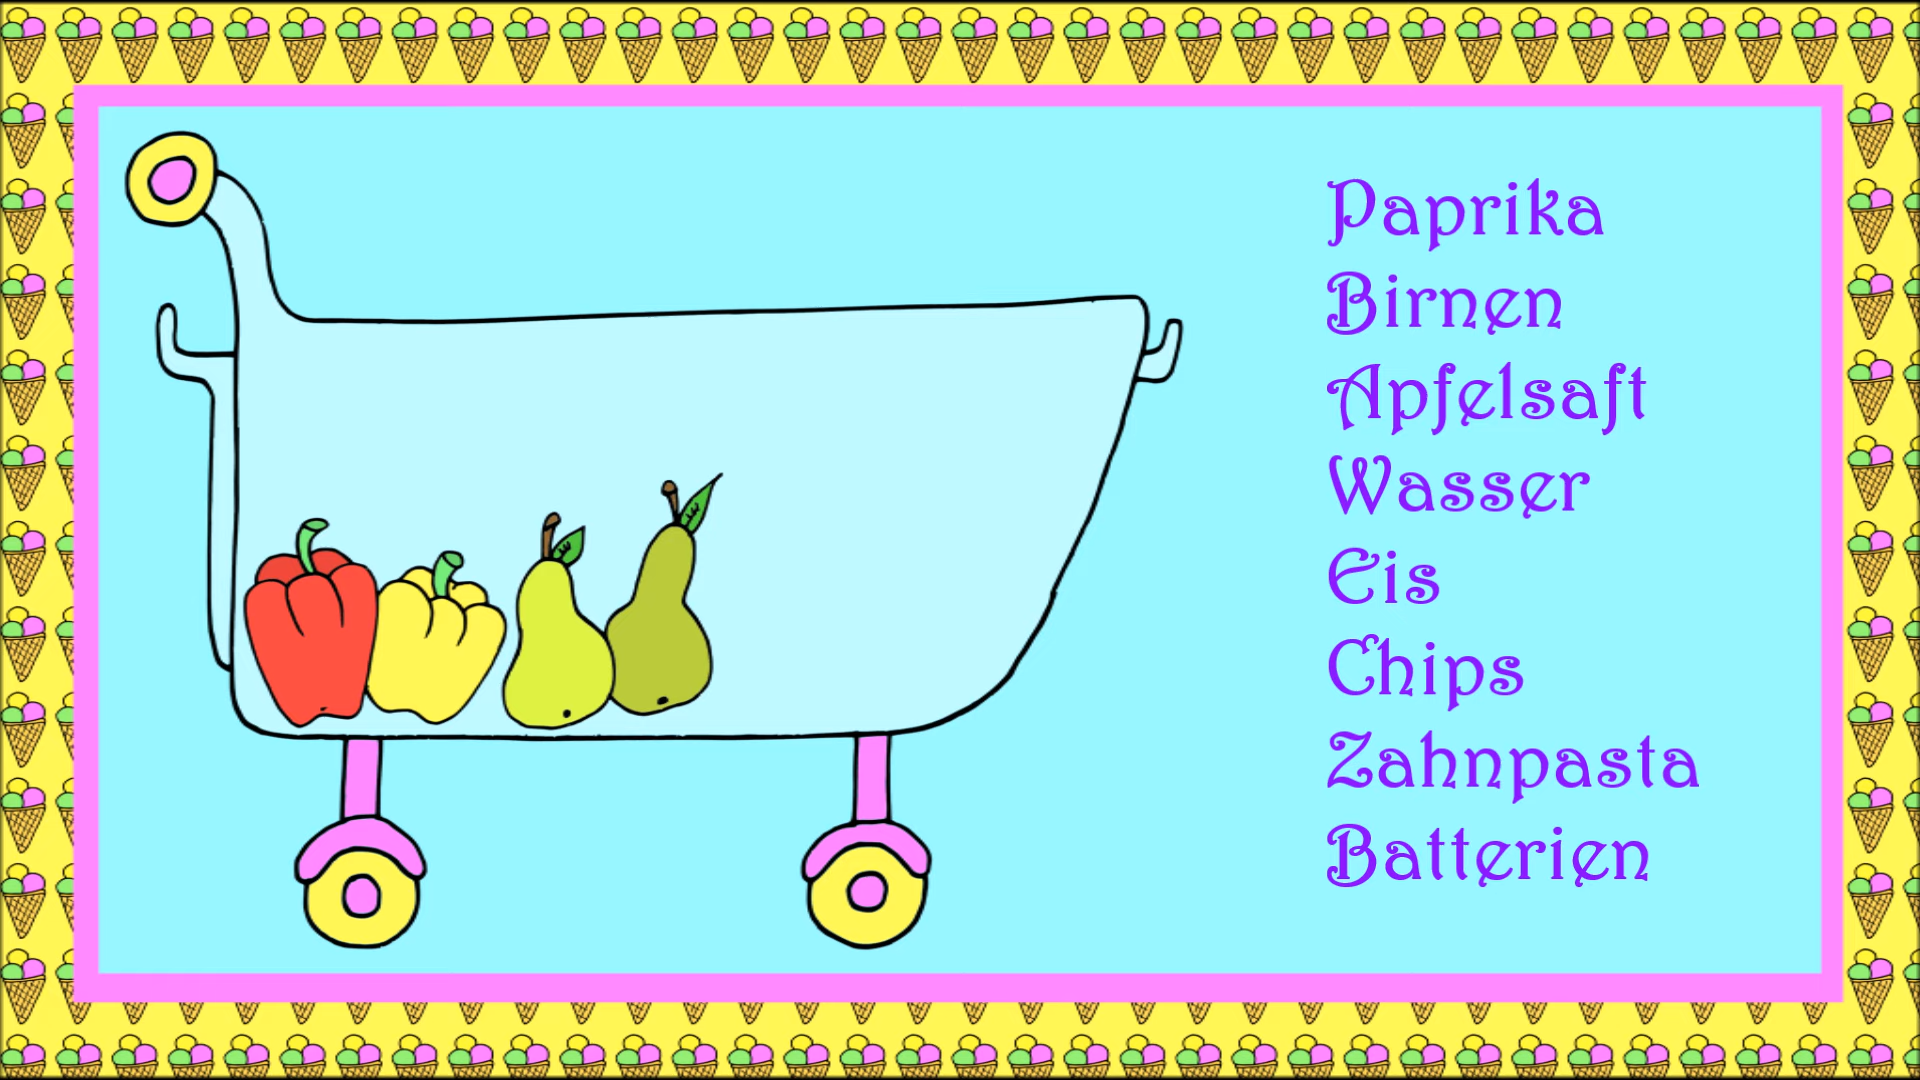 Paprika
Birnen
Apfelsaft
Wasser
Eis
Chips
Zahnpasta
Batterien